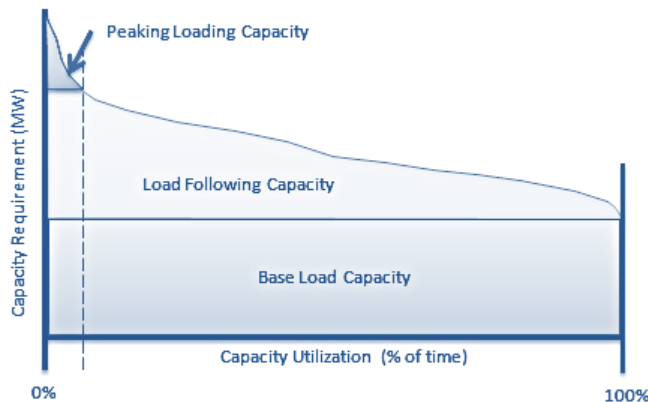 Peaking Loading Capacity
Capacity Requirement (MW)
Load Following Capacity
Base Load Capacity
Capacity Utilization (% of time)
0%
100%